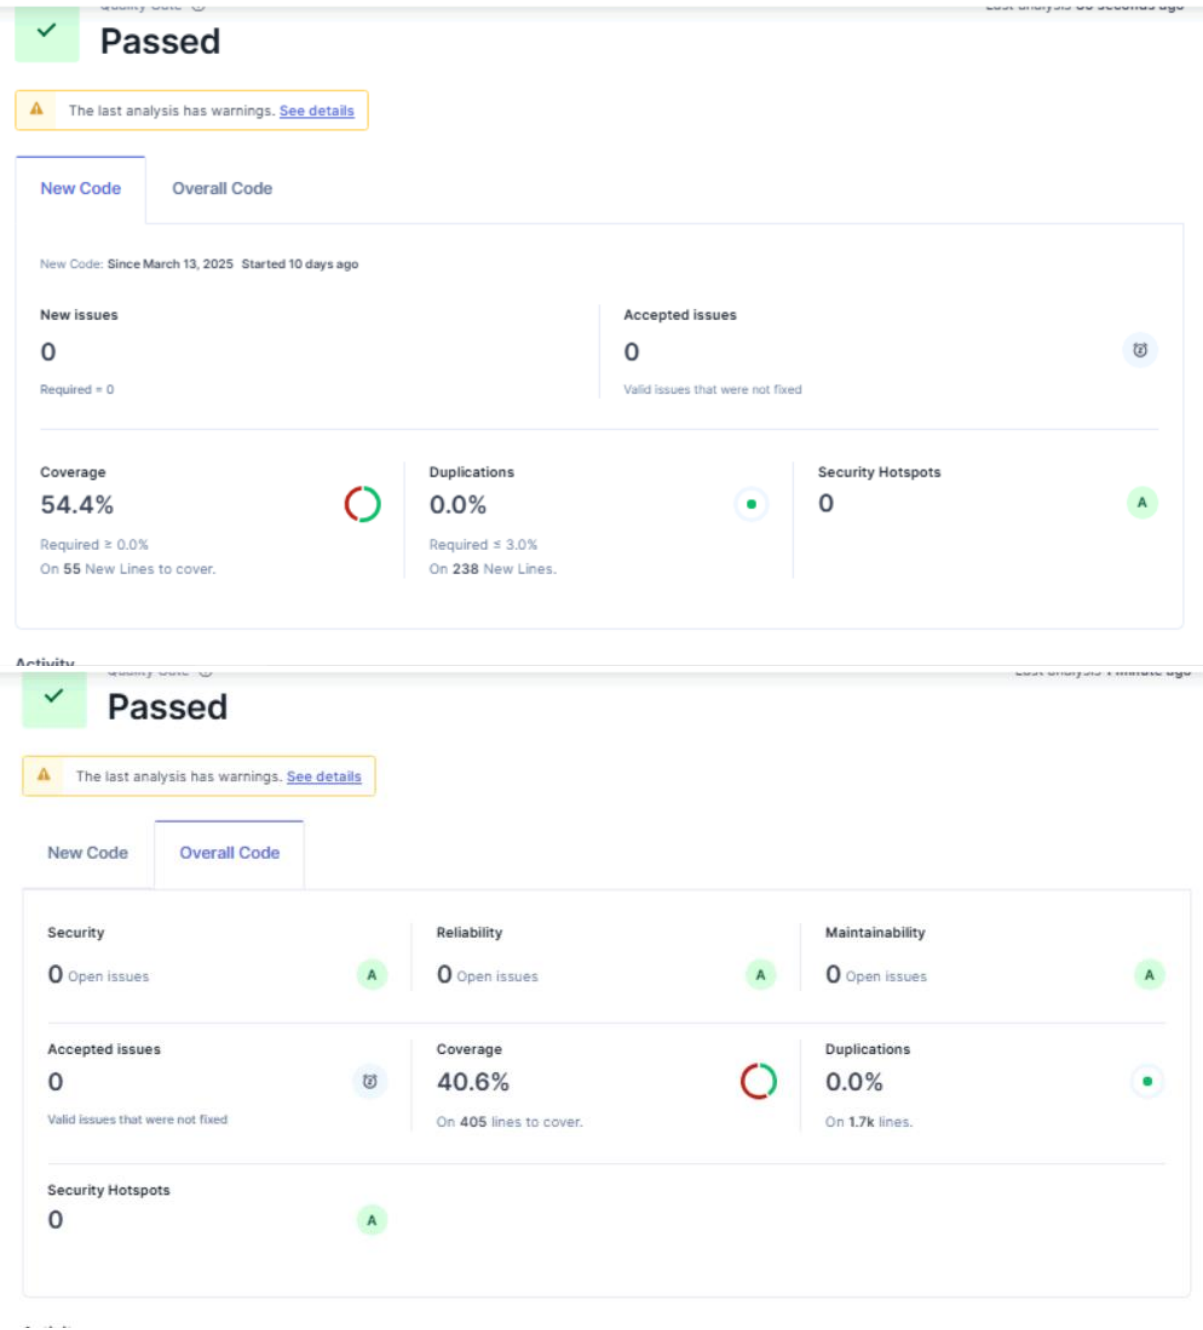 Passed
The last analysis has warnings. See details
New Code Overall Code
New Code: Since March 13, 2025 Started 10 days ago
New issues Accepted issues
0 0
Required = 0 Valid issues that were not fixed
Coverage Duplications Security Hotspots
54.4% 0.0% 0 A
Required ≥ 0.0% Required ≤ 3.0%
On 55 New Lines to cover. On 238 New Lines.
Activity
Passed
The last analysis has warnings. See details
New Code Overall Code
Security Reliability Maintainability
0 Open issues A 0 Open issues A 0 Open issues A
Accepted issues Coverage Duplications
0 40.6% 0.0%
Valid issues that were not fixed On 405 lines to cover. On 1.7k lines.
Security Hotspots
0 A